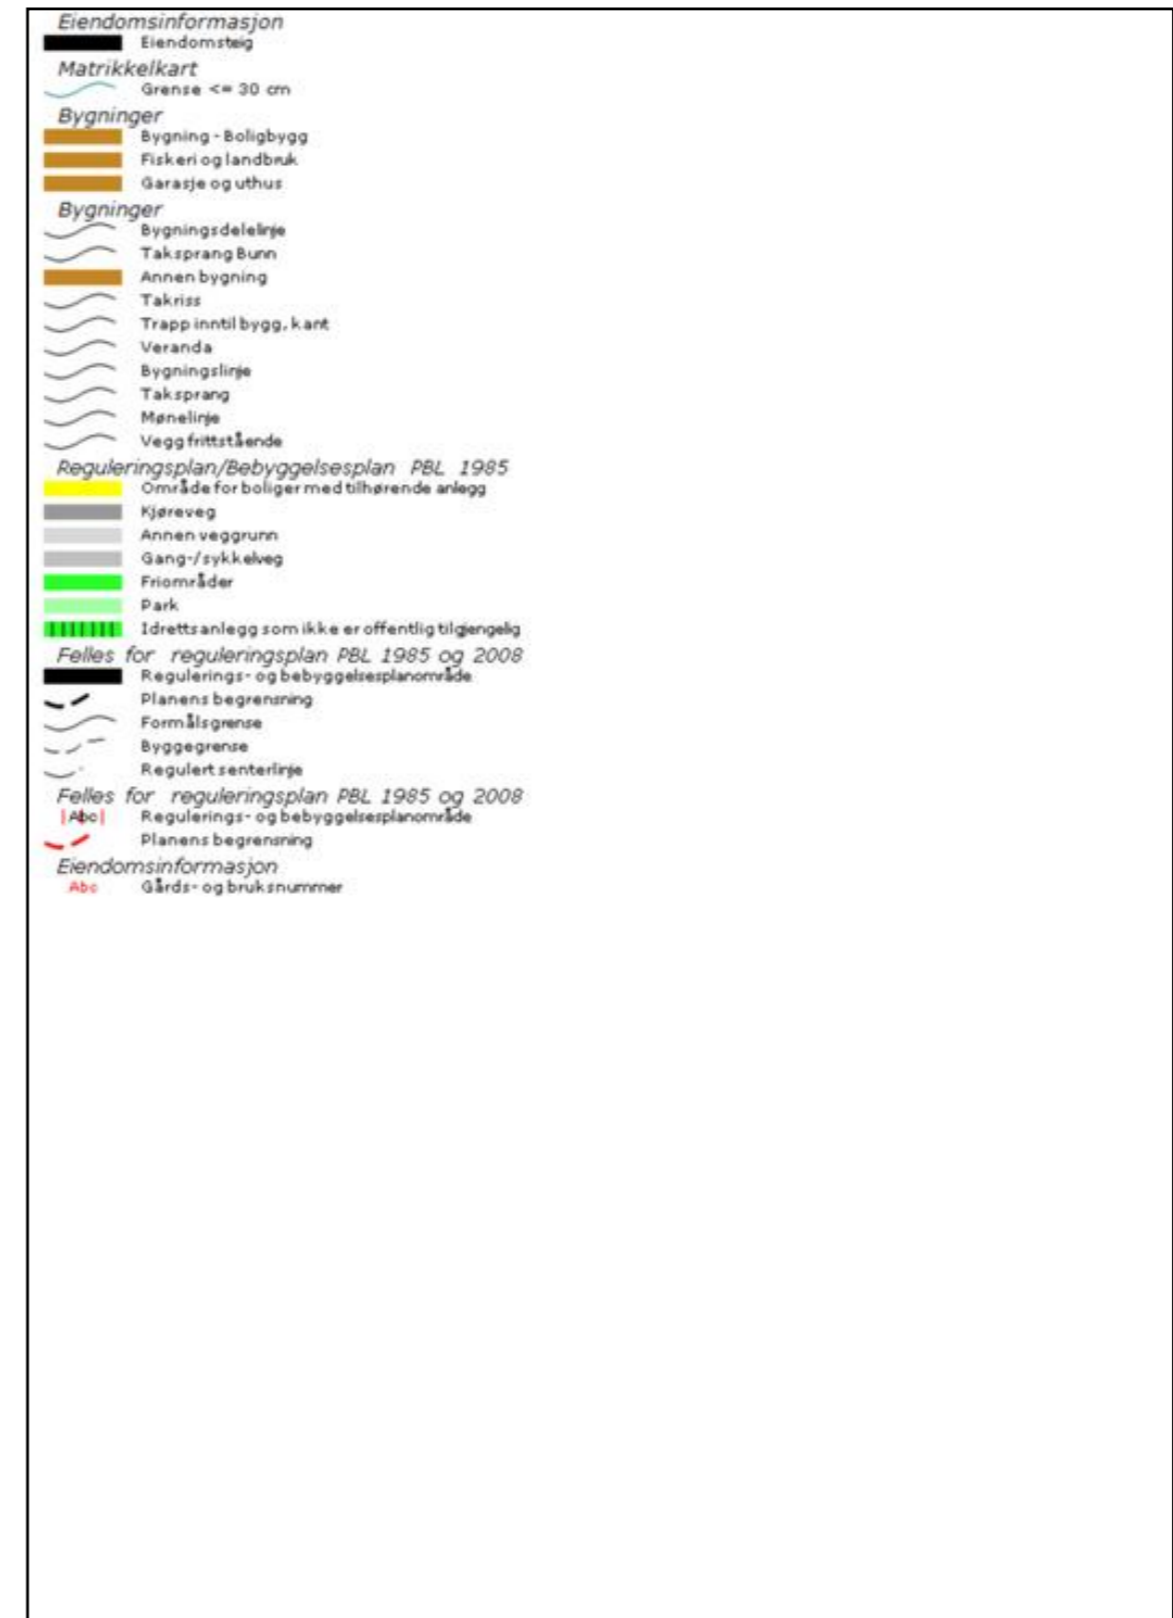 Eiendomsinformasjon
Eiendomsteig
Matrikkelkart
Grense <= 30 cm
Bygninger
Bygning - Boligbygg
Fiskeri og landbruk
Garasje og uthus
Bygninger
Bygningsdelelinje
Taksprang Bunn
Annen bygning
Takriss
Trapp inntil bygg, kant
Veranda
Bygningslinje
Taksprang
Mønelinje
Vegg frittstående
Reguleringsplan/Bebyggelsesplan PBL 1985
Område for boliger med tilhørende anlegg
Kjøreveg
Annen veggrunn
Gang-/sykkelveg
Friområder
Park
Idrettsanlegg som ikke er offentlig tilgjengelig
Felles for reguleringsplan PBL 1985 og 2008
Regulerings- og bebyggelsesplanområde
Planens begrensning
Formålsgrense
Byggegrense
Regulert senterlinje
Felles for reguleringsplan PBL 1985 og 2008
Abc Regulerings- og bebyggelsesplanområde
Planens begrensning
Eiendomsinformasjon
Abc Gårds- og bruksnummer